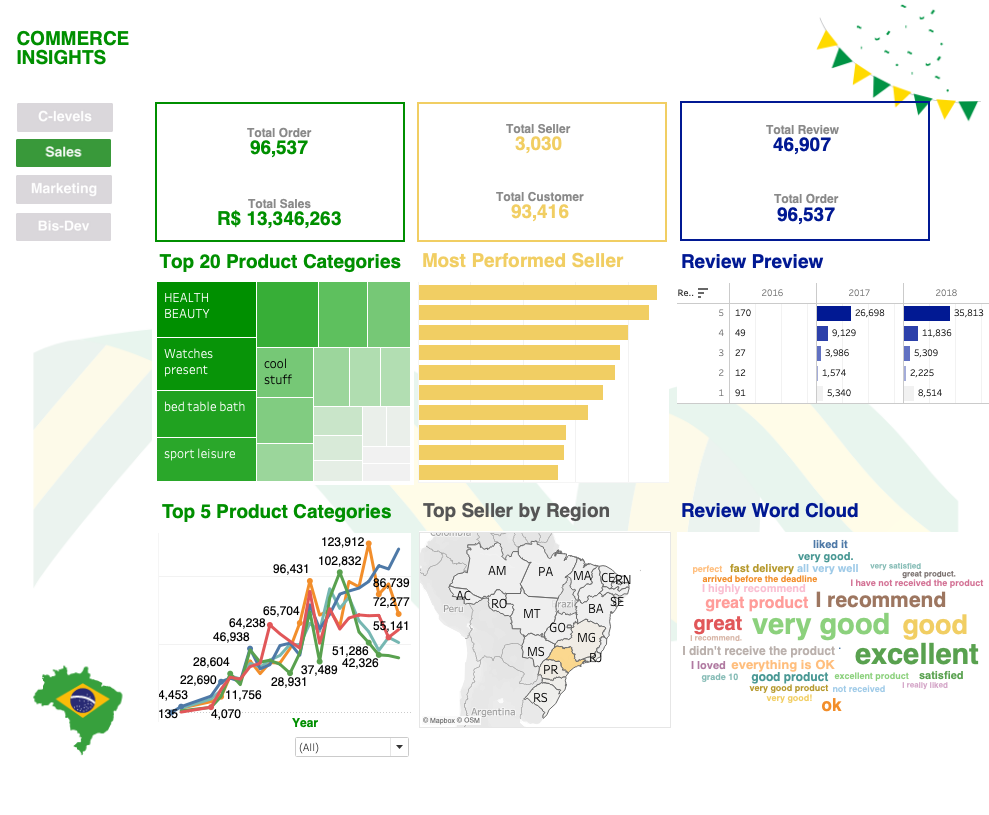 COMMERCE
INSIGHTS
C-levels
Sales
Marketing
Bis-Dev
Total Order
96,537
Total Sales
R$ 13,346,263
Total Seller
3,030
Total Customer
93,416
Total Review
46,907
Total Order
96,537
Top 20 Product Categories
HEALTH
BEAUTY
Watches
present
bed table bath
sport leisure
cool
stuff
Most Performed Seller
Review Preview
Re.. 2016 2017 2018
5 170 26,698 35,813
4 49 9,129 11,836
3 27 3,986 5,309
2 12 1,574 2,225
1 91 5,340 8,514
Top 5 Product Categories
123,912
102,832
96,431
86,739
72,277
65,704
64,238
55,141
46,938
51,286
42,326
37,489
28,604
28,931
22,690
11,756
4,453
135
4,070
Year
(All)
Top Seller by Region
Colombia
AM
PA
MA
CE
RN
AC
Peru
RO
SE
MT
BA
GO
MG
MS
RJ
PR
RS
Argentina
© Mapbox © OSM
Review Word Cloud
liked it
very good.
perfect fast delivery all very well very satisfied
great product.
arrived before the deadline
I have not received the product
I highly recommend
great product I recommend
great very good good
I recommend.
I didn't receive the product excellent
I loved everything is OK
grade 10 good product excellent product satisfied
very good product not received I really liked
very good! ok